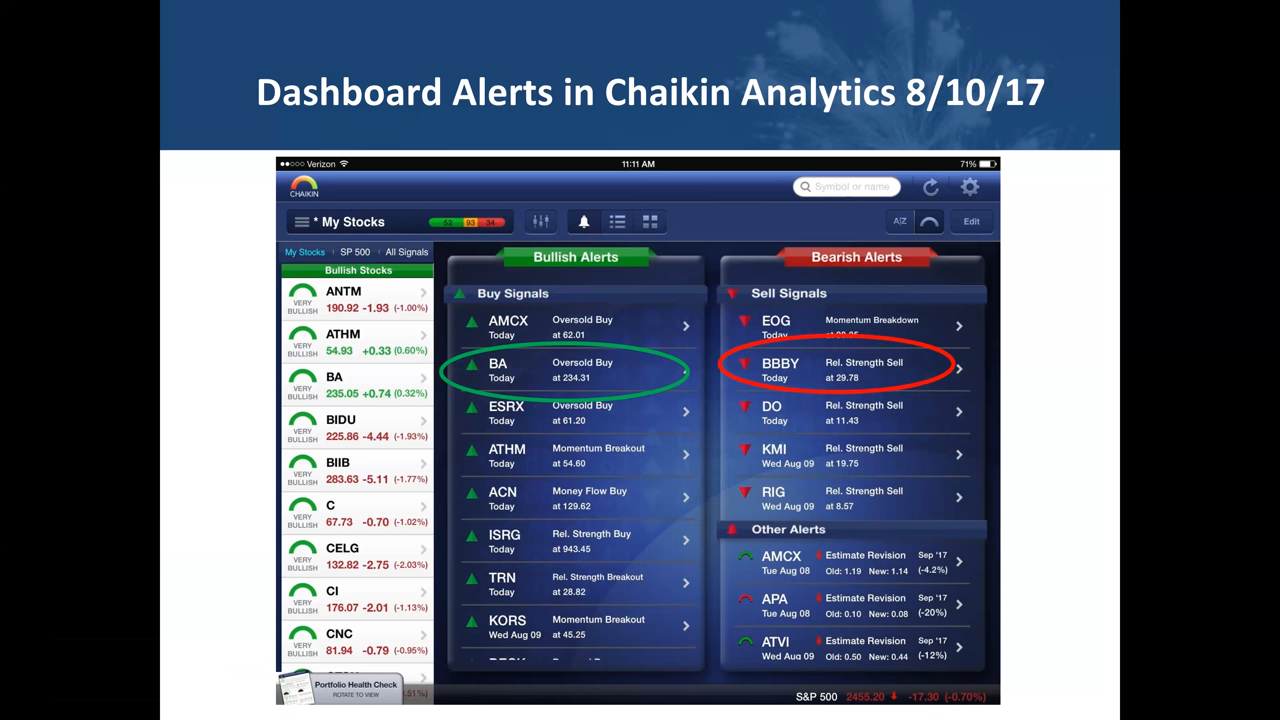 Dashboard Alerts in Chaikin Analytics 8/10/17
Verizon 11:11 AM 71%
CHAIKIN
Symbol or name
* My Stocks 52 93 34
A|Z
Edit
My Stocks SP 500 All Signals
Bullish Stocks
ANTM
VERY BULLISH
190.92 -1.93 (-1.00%)
ATHM
VERY BULLISH
54.93 +0.33 (0.60%)
BA
VERY BULLISH
235.05 +0.74 (0.32%)
BIDU
VERY BULLISH
225.86 -4.44 (-1.93%)
BIIB
VERY BULLISH
283.63 -5.11 (-1.77%)
C
VERY BULLISH
67.73 -0.70 (-1.02%)
CELG
VERY BULLISH
132.82 -2.75 (-2.03%)
CI
VERY BULLISH
176.07 -2.01 (-1.13%)
CNC
VERY BULLISH
81.94 -0.79 (-0.95%)
Portfolio Health Check
ROTATE TO VIEW
Bullish Alerts
Buy Signals
AMCX Oversold Buy
Today at 62.01
BA Oversold Buy
Today at 234.31
ESRX Oversold Buy
Today at 61.20
ATHM Momentum Breakout
Today at 54.60
ACN Money Flow Buy
Today at 129.62
ISRG Rel. Strength Buy
Today at 943.45
TRN Rel. Strength Breakout
Today at 28.82
KORS Momentum Breakout
Wed Aug 09 at 45.25
Bearish Alerts
Sell Signals
EOG Momentum Breakdown
Today
BBBY Rel. Strength Sell
Today at 29.78
DO Rel. Strength Sell
Today at 11.43
KMI Rel. Strength Sell
Wed Aug 09 at 19.75
RIG Rel. Strength Sell
Wed Aug 09 at 8.57
Other Alerts
AMCX Estimate Revision Sep '17
Tue Aug 08 Old: 1.19 New: 1.14 (-4.2%)
APA Estimate Revision Sep '17
Tue Aug 08 Old: 0.10 New: 0.08 (-20%)
ATVI Estimate Revision Sep '17
Wed Aug 09 Old: 0.50 New: 0.44 (-12%)
S&P 500 2455.20 -17.30 (-0.70%)